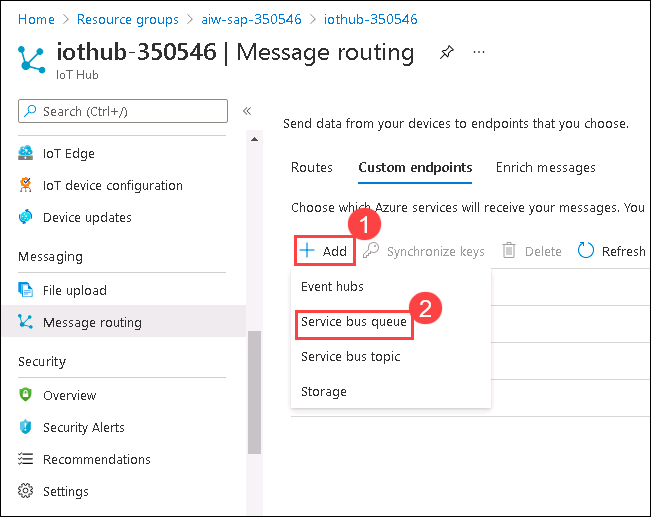 Home > Resource groups > aiw-sap-350546 > iothub-350546
iothub-350546 | Message routing ...
IoT Hub
Search (Ctrl+/) «
IoT Edge
IoT device configuration
Device updates
Messaging
File upload
Message routing
Security
Overview
Security Alerts
Recommendations
Settings
Send data from your devices to endpoints that you choose.
Routes Custom endpoints Enrich messages
Choose which Azure services will receive your messages. You
1
+ Add Synchronize keys Delete Refresh
Event hubs
Service bus queue 2
Service bus topic
Storage